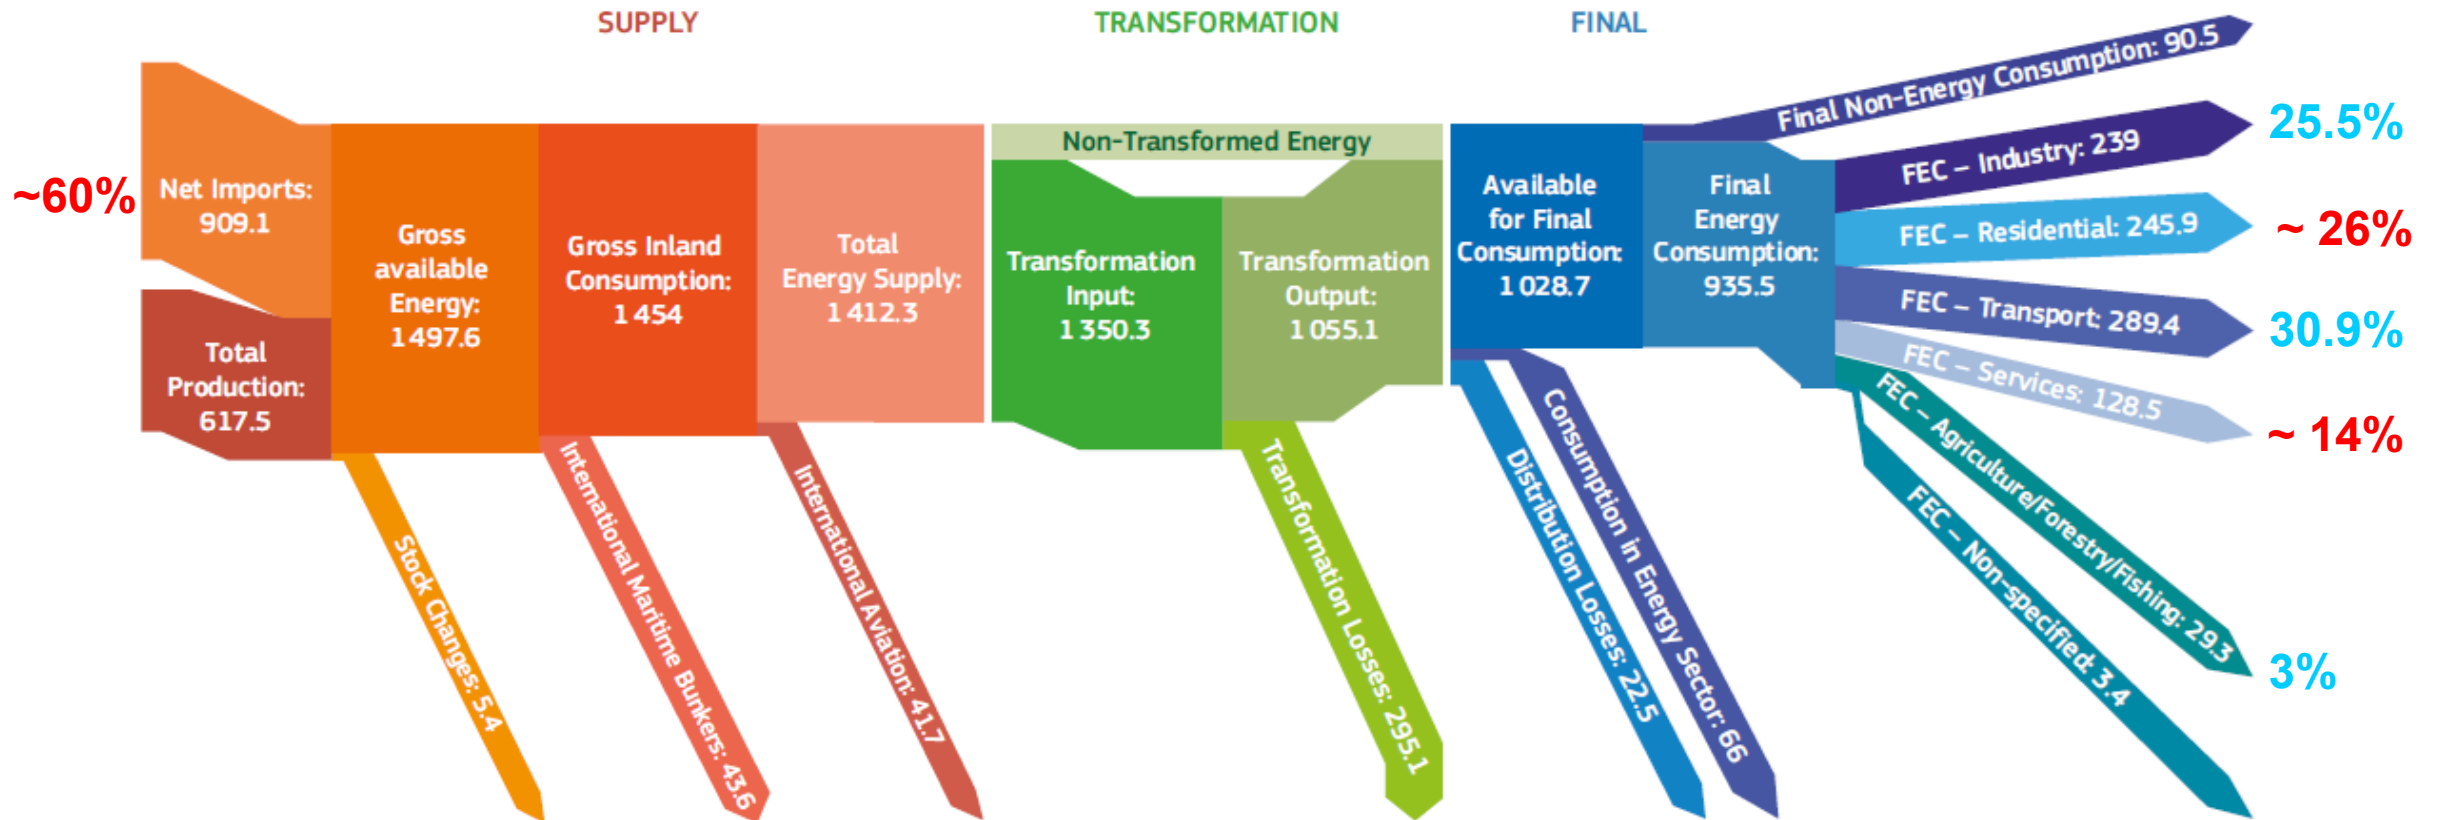 SUPPLY
TRANSFORMATION
FINAL
~60%
Net Imports:
909.1
Total
Production:
617.5
Gross
available
Energy:
1497.6
Stock Changes: 5.4
Gross Inland
Consumption:
1 454
International Maritime Bunkers: 43.6
Total
Energy Supply:
1 412.3
International Aviation: 41.7
Non-Transformed Energy
Transformation
Input:
1 350.3
Transformation
Output:
1 055.1
Transformation Losses: 295.1
Available
for Final
Consumption:
1 028.7
Distribution Losses: 22.5
Consumption in Energy Sector: 66
Final
Energy
Consumption:
935.5
Final Non-Energy Consumption: 90.5
FEC – Industry: 239
25.5%
FEC – Residential: 245.9
~ 26%
FEC – Transport: 289.4
30.9%
FEC – Services: 128.5
~ 14%
FEC – Agriculture/Forestry/Fishing: 29.3
3%
FEC – Non-specified: 3.4